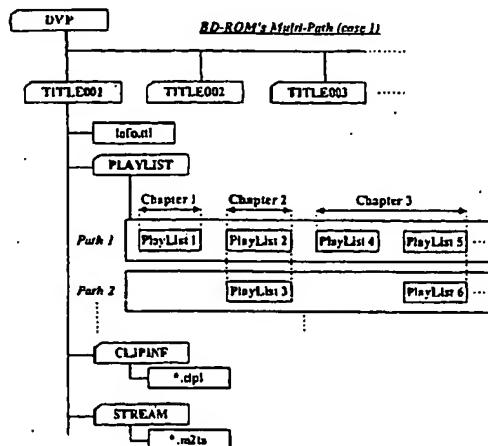 DVP
BD-ROM's Multi-Path (case 1)
TITLE001 TITLE002 TITLE003
info.ttl
PLAYLIST
Chapter 1 Chapter 2 Chapter 3
Path 1 PlayList 1 PlayList 2 PlayList 4 PlayList 5
Path 2 PlayList 3 PlayList 6
CLIPINF
*.clpi
STREAM
*.m2ts